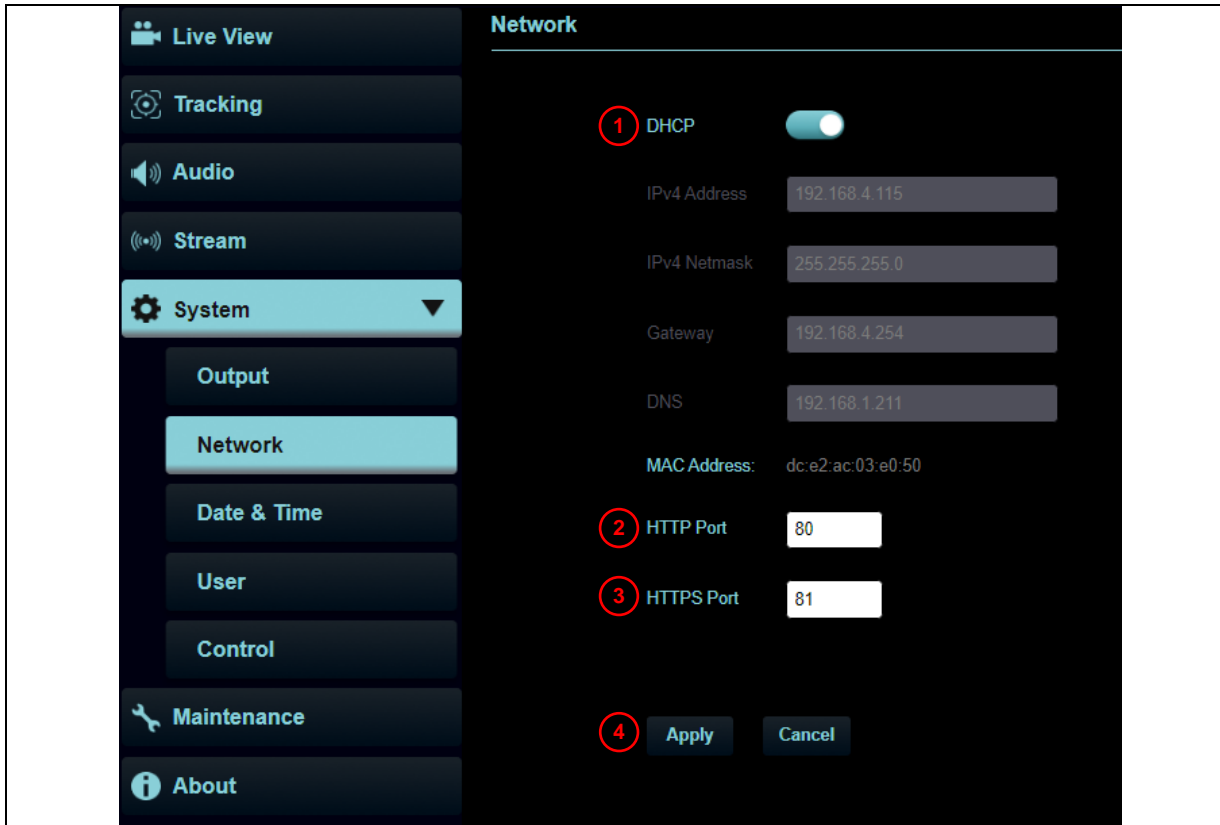 Live View
Tracking
Audio
Stream
System
Output
Network
Date & Time
User
Control
Maintenance
About
Network
1 DHCP
IPv4 Address 192.168.4.115
IPv4 Netmask 255.255.255.0
Gateway 192.168.4.254
DNS 192.168.1.211
MAC Address: dc:e2:ac:03:e0:50
2 HTTP Port 80
3 HTTPS Port 81
4 Apply Cancel